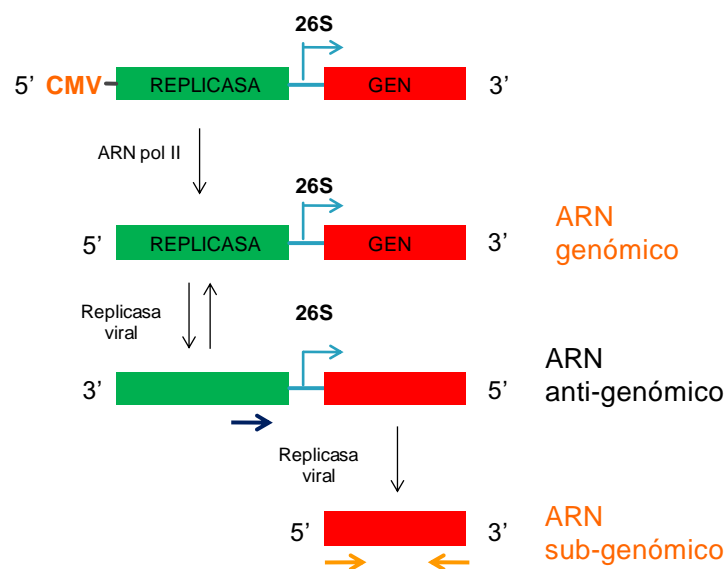 26S
5’ CMV REPLICASA GEN 3’
ARN pol II
26S
5’ REPLICASA GEN 3’
ARN
genómico
Replicasa
viral
26S
3’ 5’
ARN
anti-genómico
Replicasa
viral
5’ 3’
ARN
sub-genómico